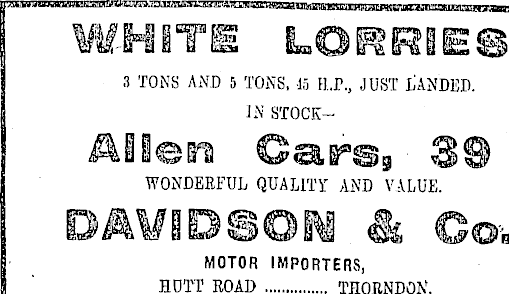 WHITE LORRIES
3 TONS AND 5 TONS, 45 H.P., JUST LANDED.
IN STOCK—
Allen Cars, 39
WONDERFUL QUALITY AND VALUE.
DAVIDSON & Co.
MOTOR IMPORTERS,
HUTT ROAD ............... THORNDON.